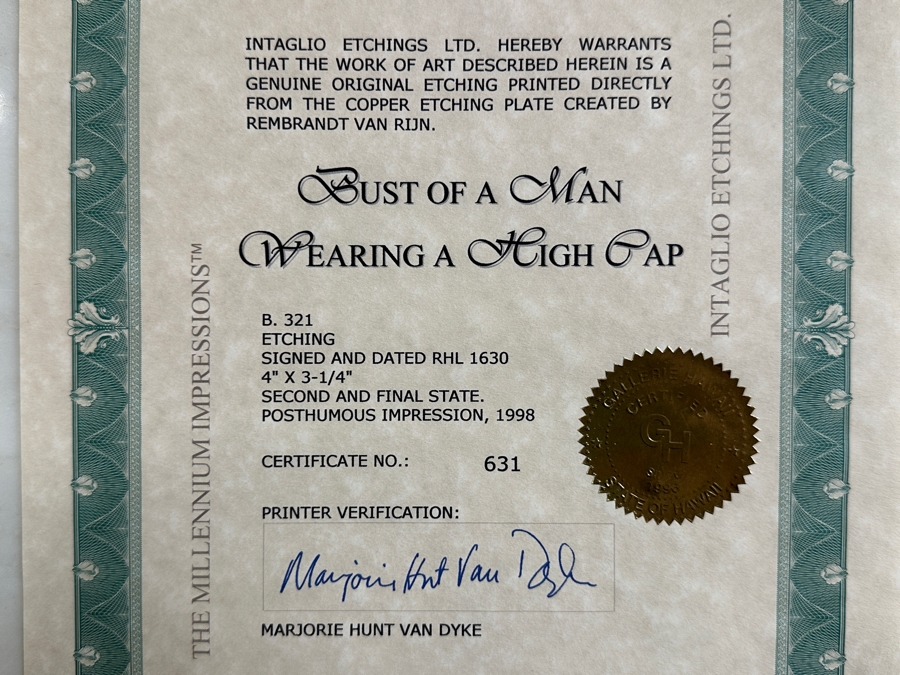 INTAGLIO ETCHINGS LTD. HEREBY WARRANTS
THAT THE WORK OF ART DESCRIBED HEREIN IS A
GENUINE ORIGINAL ETCHING PRINTED DIRECTLY
FROM THE COPPER ETCHING PLATE CREATED BY
REMBRANDT VAN RIJN.
BUST OF A MAN
WEARING A HIGH CAP
B. 321
ETCHING
SIGNED AND DATED RHL 1630
4" X 3-1/4"
SECOND AND FINAL STATE.
POSTHUMOUS IMPRESSION, 1998
CERTIFICATE NO.: 631
PRINTER VERIFICATION:
Marjorie Hunt Van Dyke
MARJORIE HUNT VAN DYKE
THE MILLENNIUM IMPRESSIONS™
INTAGLIO ETCHINGS LTD.
CERTIFIED
GH
STATE OF HAWAII